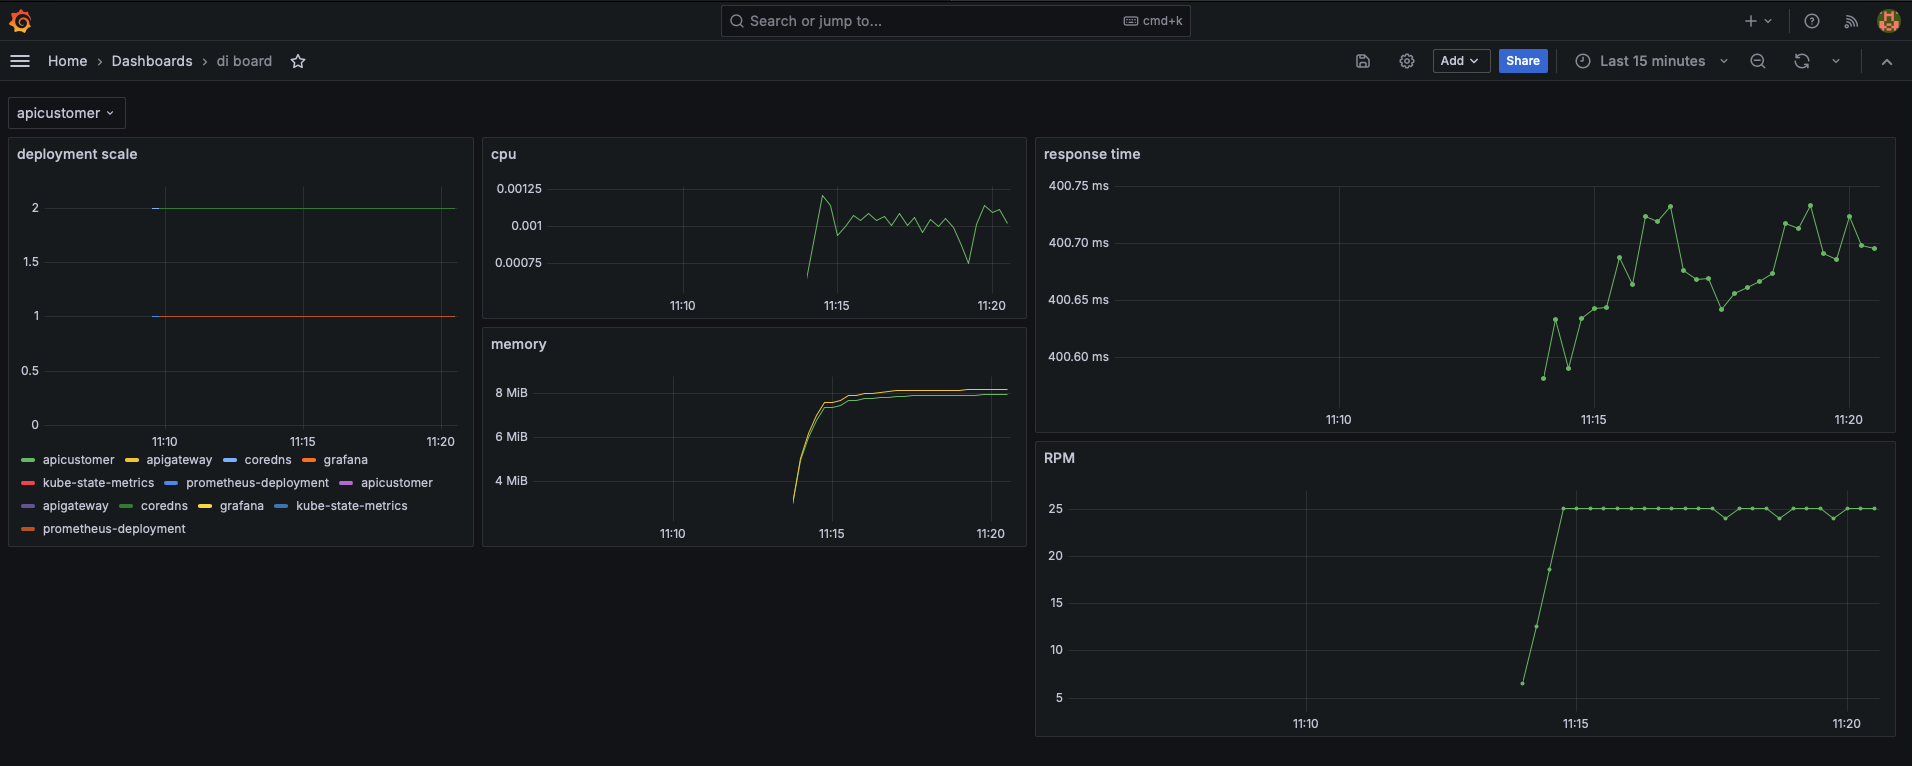 Search or jump to... cmd+k
Home › Dashboards › di board Add Share Last 15 minutes
apicustomer
deployment scale
2
1.5
1
0.5
0
11:10 11:15 11:20
apicustomer apigateway coredns grafana
kube-state-metrics prometheus-deployment apicustomer
apigateway coredns grafana kube-state-metrics
prometheus-deployment
cpu
0.00125
0.001
0.00075
11:10 11:15 11:20
memory
8 MiB
6 MiB
4 MiB
11:10 11:15 11:20
response time
400.75 ms
400.70 ms
400.65 ms
400.60 ms
11:10 11:15 11:20
RPM
25
20
15
10
5
11:10 11:15 11:20